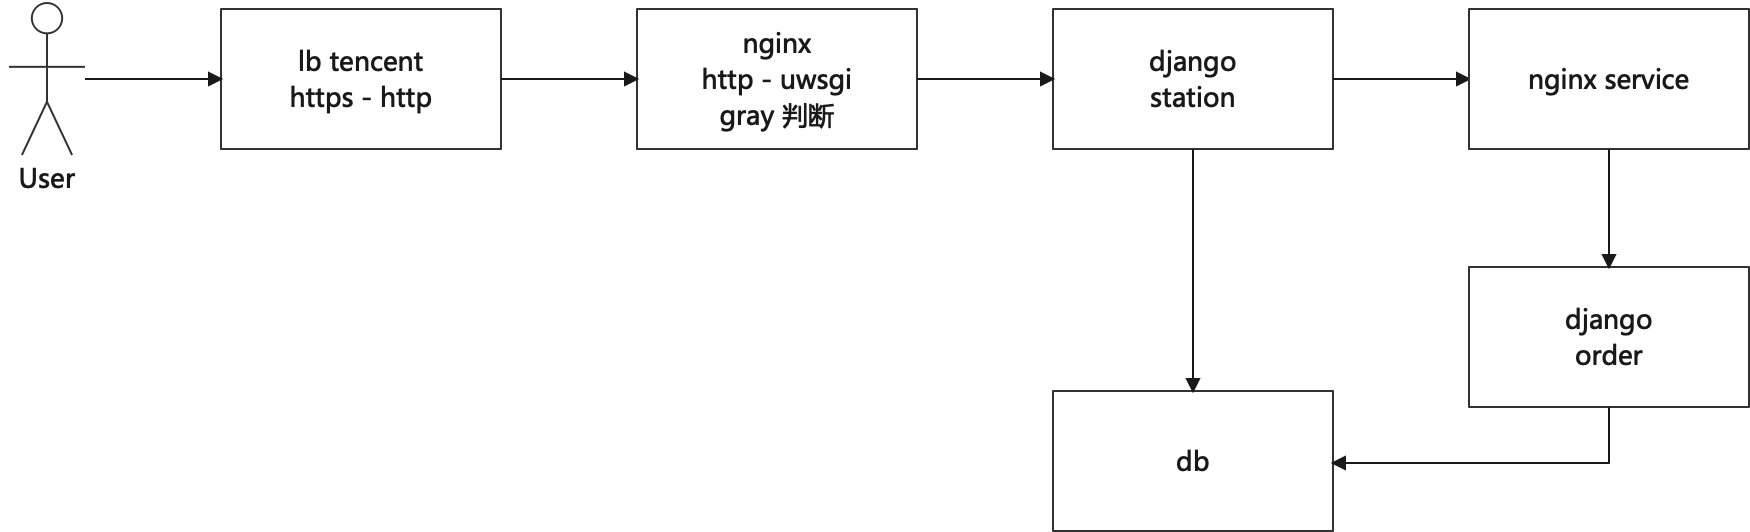 User
lb tencent
https - http
nginx
http - uwsgi
gray 判断
django
station
nginx service
django
order
db